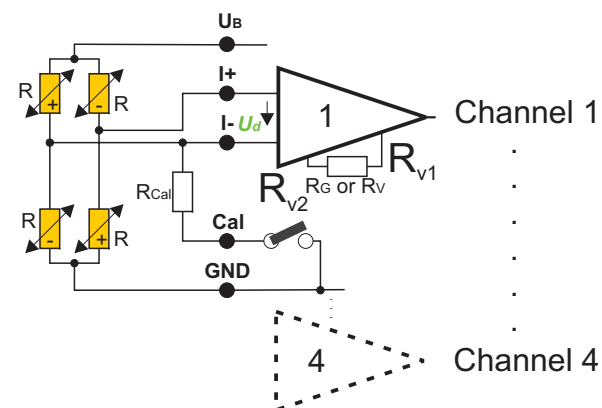 UB
I+
I- Ud
1
Channel 1
R
+
-
R
RCal
Rv2
RG or RV
Rv1
Cal
GND
R
-
+
R
4
Channel 4